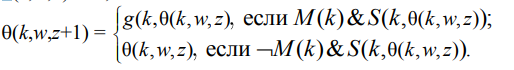 θ(k,w,z+1) = {g(k,θ(k,w,z), если M(k)&S(k,θ(k,w,z));
θ(k,w,z), если ¬M(k)&S(k,θ(k,w,z)).